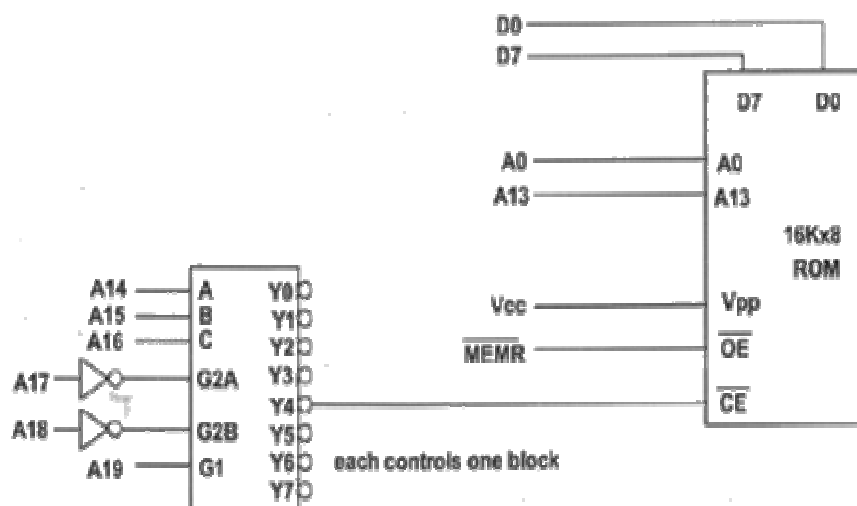 D0
D7
D7 D0
A0 A0
A13 A13
16Kx8
ROM
Vcc Vpp
MEMR OE
CE
A14 A Y0
A15 B Y1
A16 C Y2
Y3
A17 G2A
Y4
A18 G2B Y5
A19 G1 Y6 each controls one block
Y7